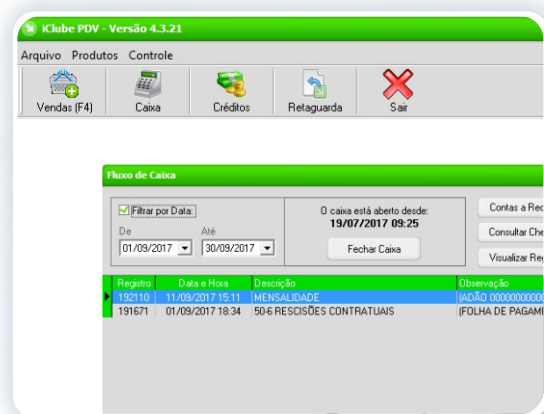 iClube PDV - Versão 4.3.21
Arquivo Produtos Controle
Vendas (F4) Caixa Créditos Retaguarda Sair
Fluxo de Caixa
Filtrar por Data:
De Até
01/09/2017 30/09/2017
O caixa está aberto desde:
19/07/2017 09:25
Fechar Caixa
Contas a Rec
Consultar Che
Visualizar Reg
Registro Data e Hora Descrição Observação
192110 11/09/2017 15:11 MENSALIDADE (ADÃO 00000000000
191671 01/09/2017 18:34 50-6 RESCISÕES CONTRATUAIS (FOLHA DE PAGAME